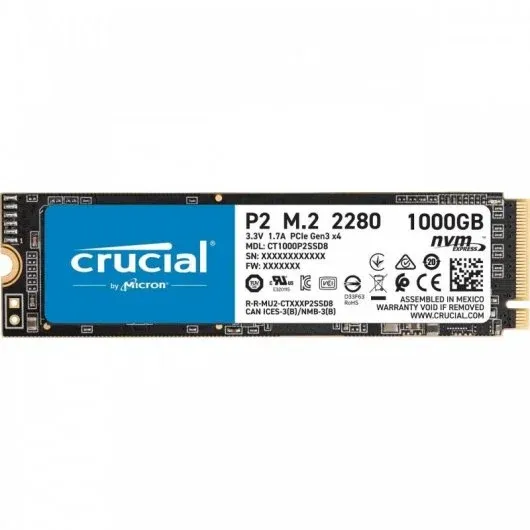 crucial
by Micron
P2 M.2 2280 1000GB
3.3V 1.7A PCIe Gen3 x4
MDL: CT1000P2SSD8
SN: XXXXXXXXXXXX
FW: XXXXXXX
nvm
EXPRESS
R-R-MU2-CTXXXP2SSD8
CAN ICES-3(B)/NMB-3(B)
D33F63
RoHS
20
ASSEMBLED IN MEXICO
WARRANTY VOID IF REMOVED
WWW.CRUCIAL.COM